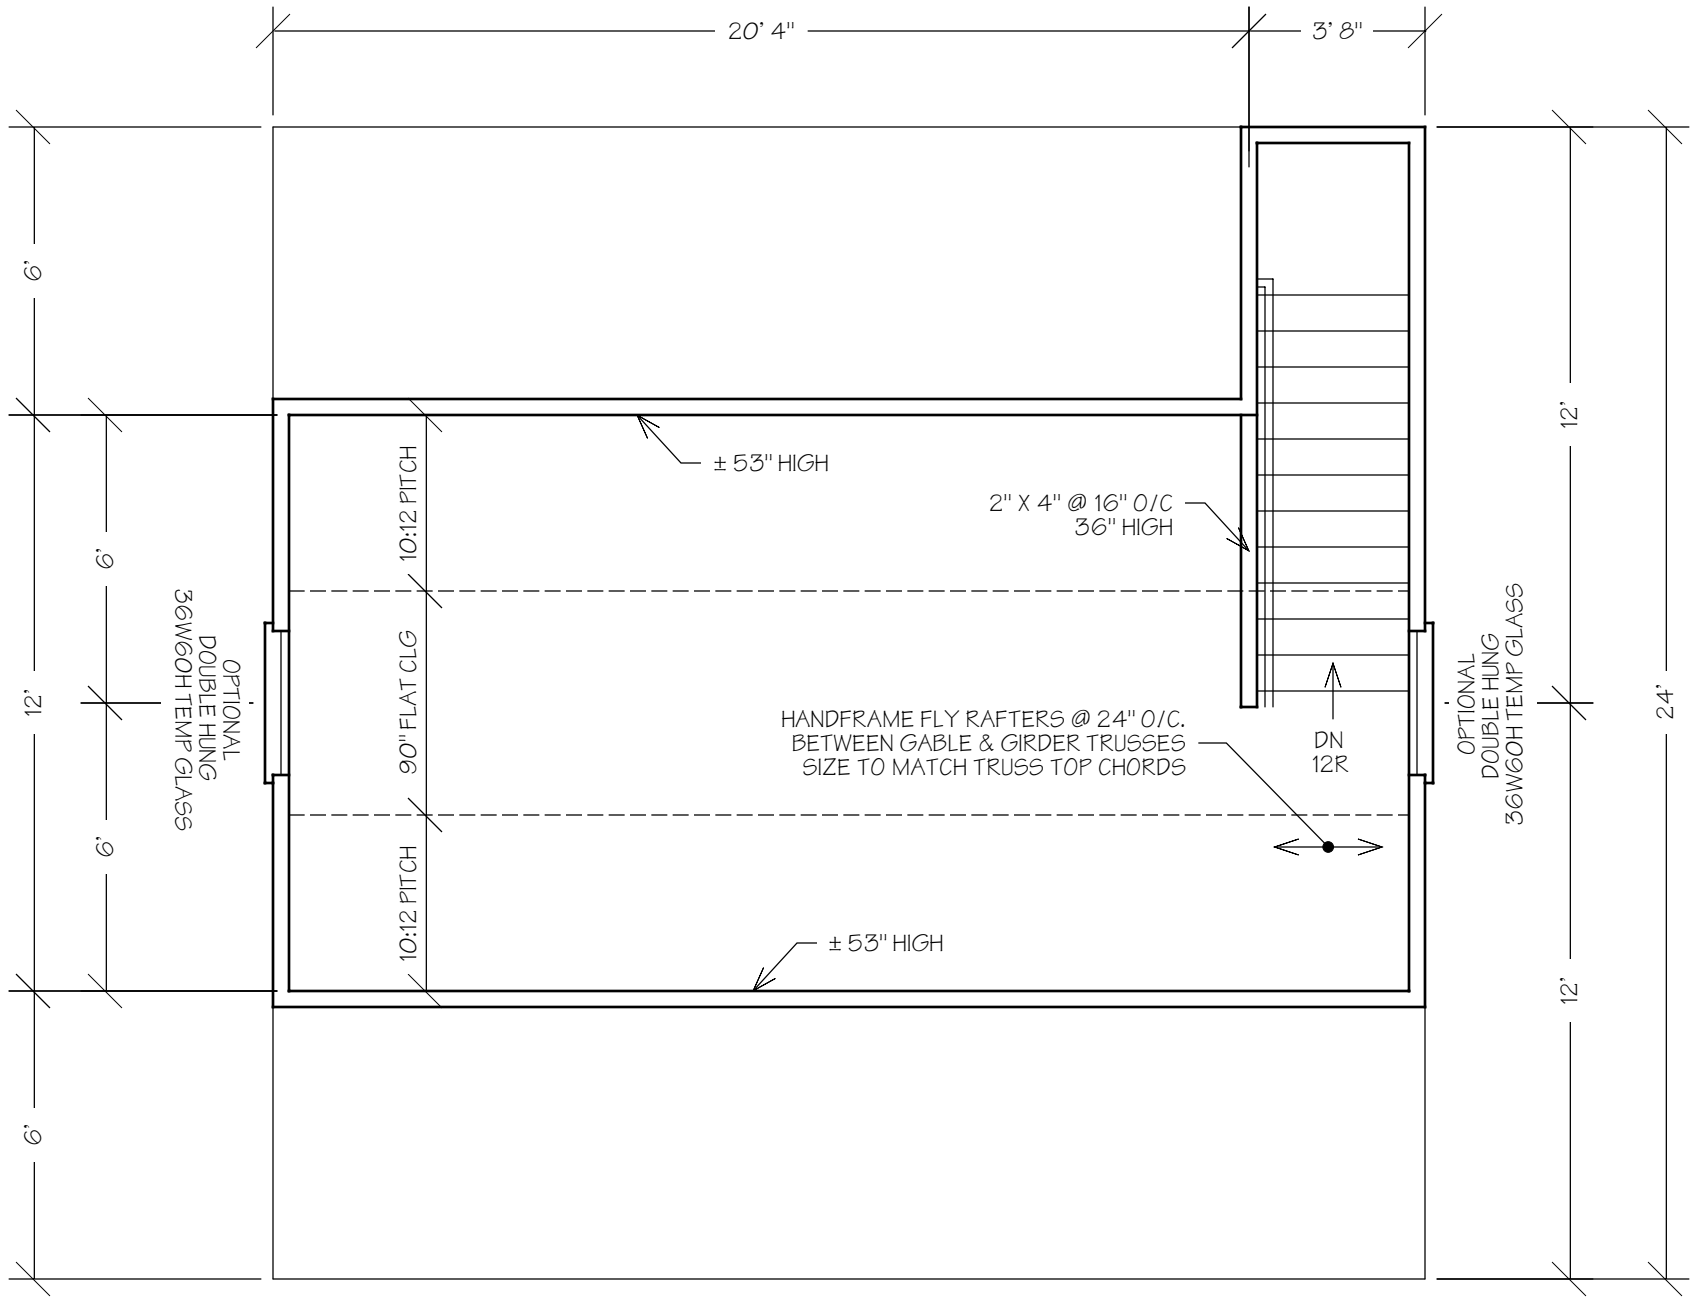 20' 4"
3' 8"
6'
12'
± 53" HIGH
10:12 PITCH
2" X 4" @ 16" O/C
36" HIGH
6'
OPTIONAL
DOUBLE HUNG
36W60H TEMP GLASS
OPTIONAL
DOUBLE HUNG
36W60H TEMP GLASS
12'
90" FLAT CLG
24'
HANDFRAME FLY RAFTERS @ 24" O/C.
BETWEEN GABLE & GIRDER TRUSSES
SIZE TO MATCH TRUSS TOP CHORDS
DN
12R
6'
10:12 PITCH
± 53" HIGH
12'
6'